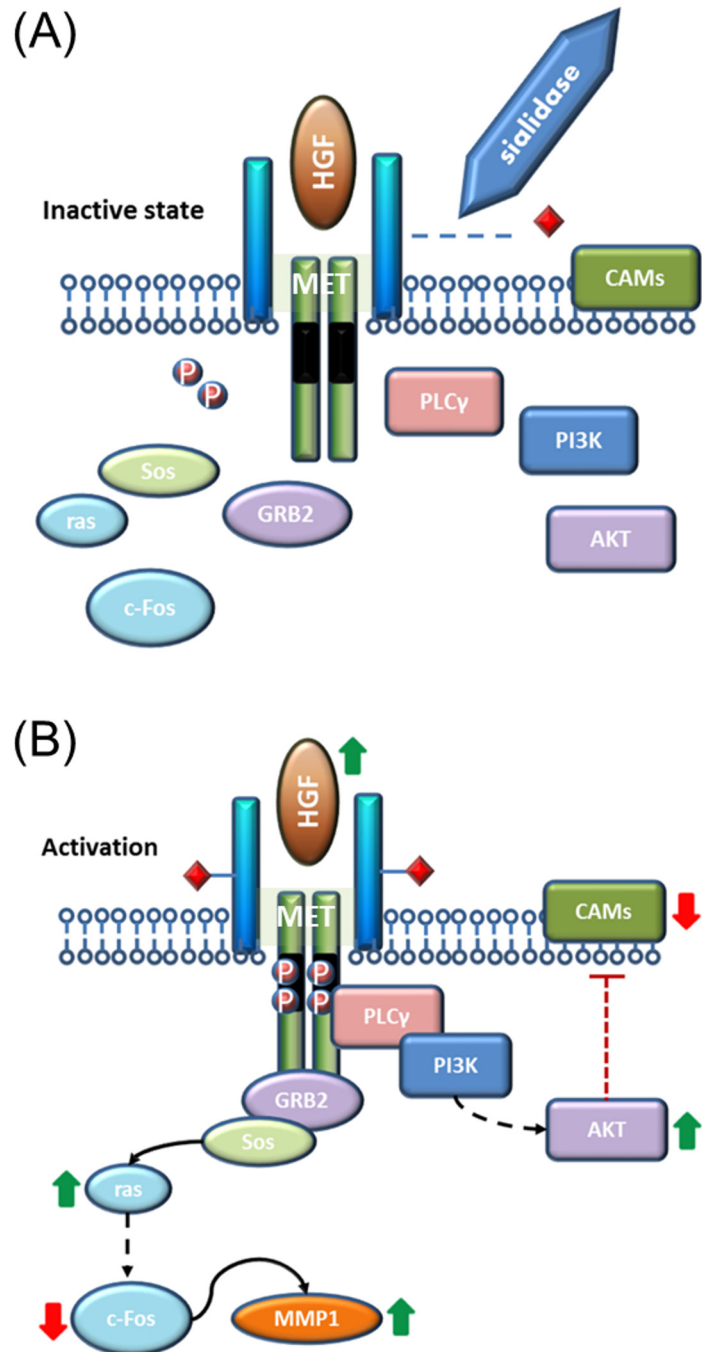 (A)
sialidase
HGF
Inactive state
MET
CAMs
P
P
PLCγ
PI3K
Sos
ras
GRB2
AKT
c-Fos
(B)
HGF
Activation
MET
CAMs
P P
P P
PLCγ
PI3K
GRB2
Sos
AKT
ras
c-Fos
MMP1